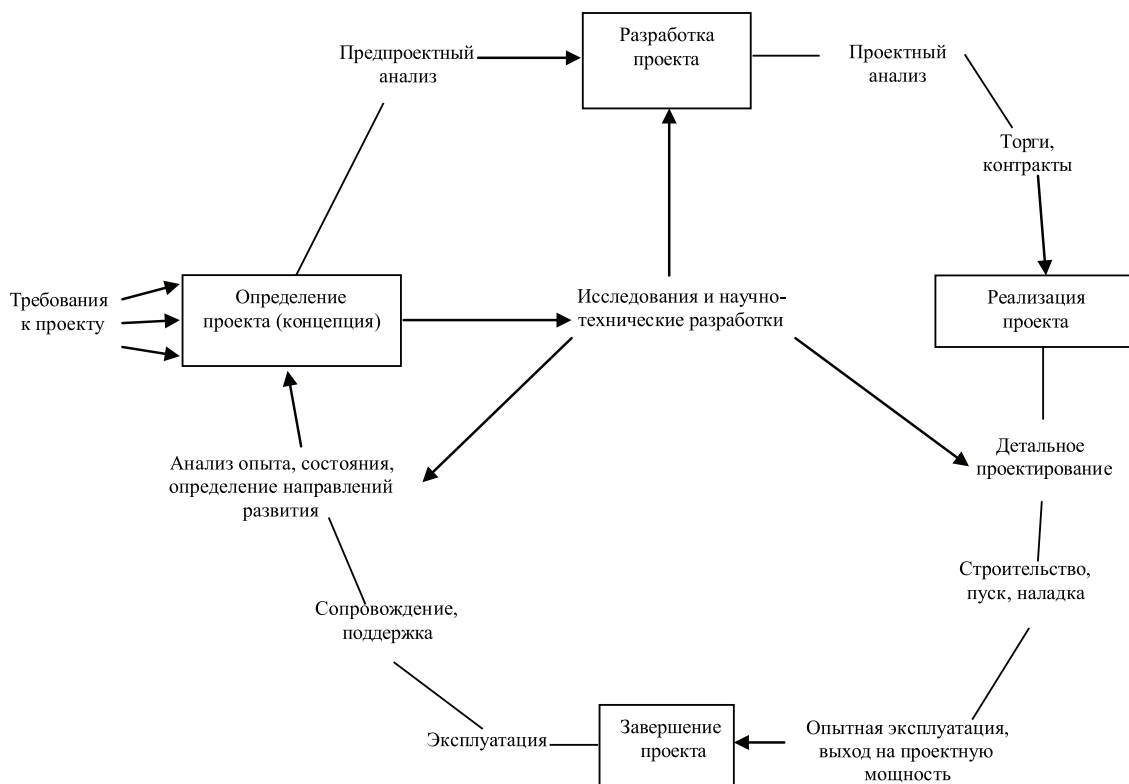 Разработка
проекта
Предпроектный
анализ
Проектный
анализ
Торги,
контракты
Требования
к проекту
Определение
проекта (концепция)
Исследования и научно-
технические разработки
Реализация
проекта
Анализ опыта, состояния,
определение направлений
развития
Детальное
проектирование
Строительство,
пуск, наладка
Сопровождение,
поддержка
Эксплуатация
Завершение
проекта
Опытная эксплуатация,
выход на проектную
мощность